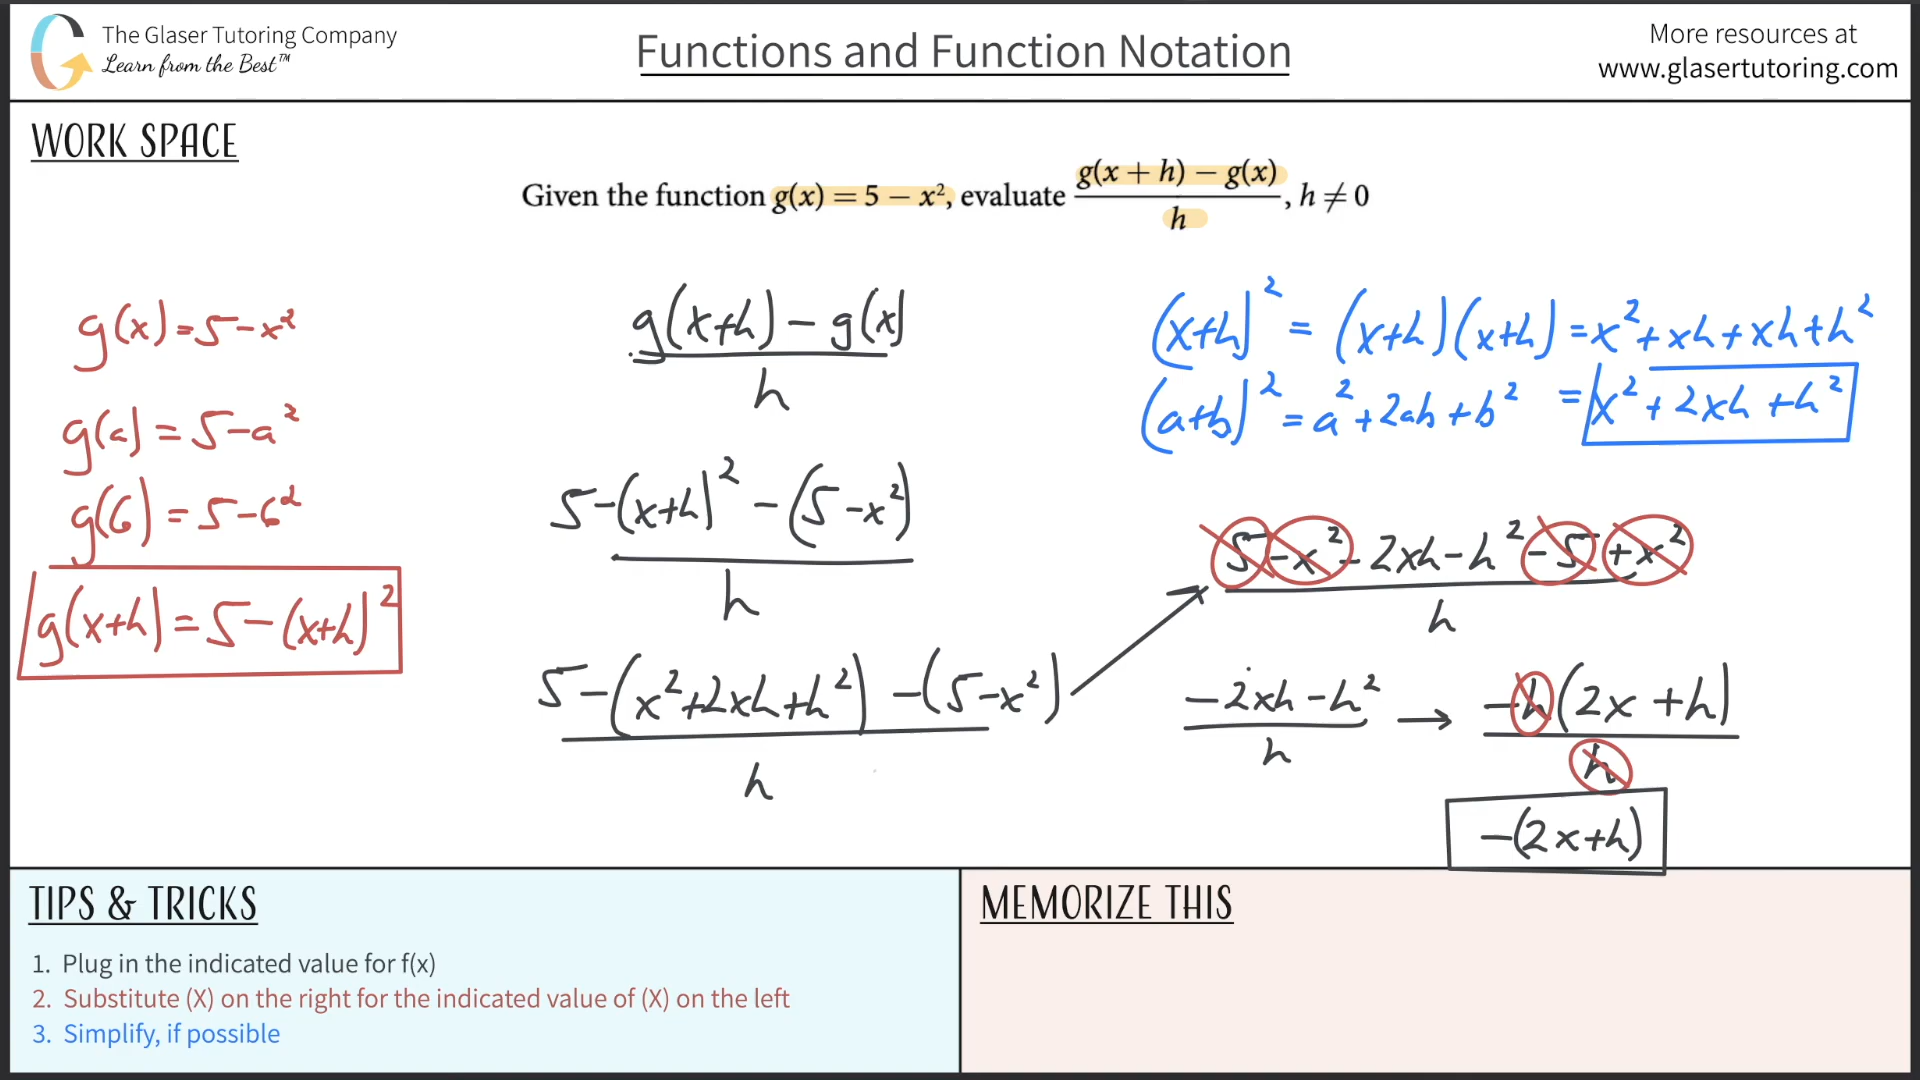 The Glaser Tutoring Company
Learn from the Best™
Functions and Function Notation
More resources at
www.glasertutoring.com
WORK SPACE
Given the function g(x) = 5 − x², evaluate (g(x + h) − g(x))/h, h ≠ 0
g(x) = 5 − x²
g(a) = 5 − a²
g(6) = 5 − 6²
g(x+h) = 5 − (x+h)²
g(x+h) − g(x)
h
5 − (x+h)² − (5 − x²)
h
5 − (x² + 2xh + h²) − (5 − x²)
h
(x+h)² = (x+h)(x+h) = x² + xh + xh + h²
(a+b)² = a² + 2ab + b² = x² + 2xh + h²
5 − x² − 2xh − h² − 5 + x²
h
−2xh − h² → −h(2x + h)
h h
−(2x+h)
TIPS & TRICKS
1. Plug in the indicated value for f(x)
2. Substitute (X) on the right for the indicated value of (X) on the left
3. Simplify, if possible
MEMORIZE THIS